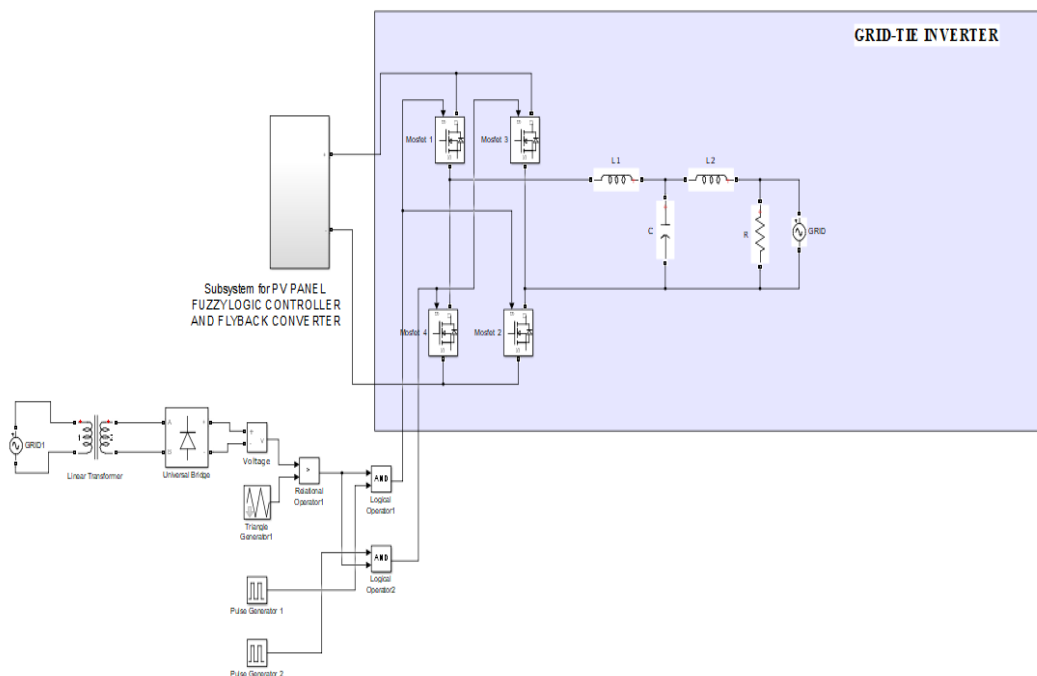 GRID-TIE INVERTER
Mosfet 1
Mosfet 3
L1
L2
C
R
GRID
Subsystem for PV PANEL
FUZZYLOGIC CONTROLLER
AND FLYBACK CONVERTER
Mosfet 4
Mosfet 2
GRID1
1
2
Linear Transformer
A
B
+
-
Universal Bridge
+
-
v
Voltage
>
Relational
Operator1
Triangle
Generator1
AND
Logical
Operator1
AND
Logical
Operator2
Pulse Generator 1
Pulse Generator 2